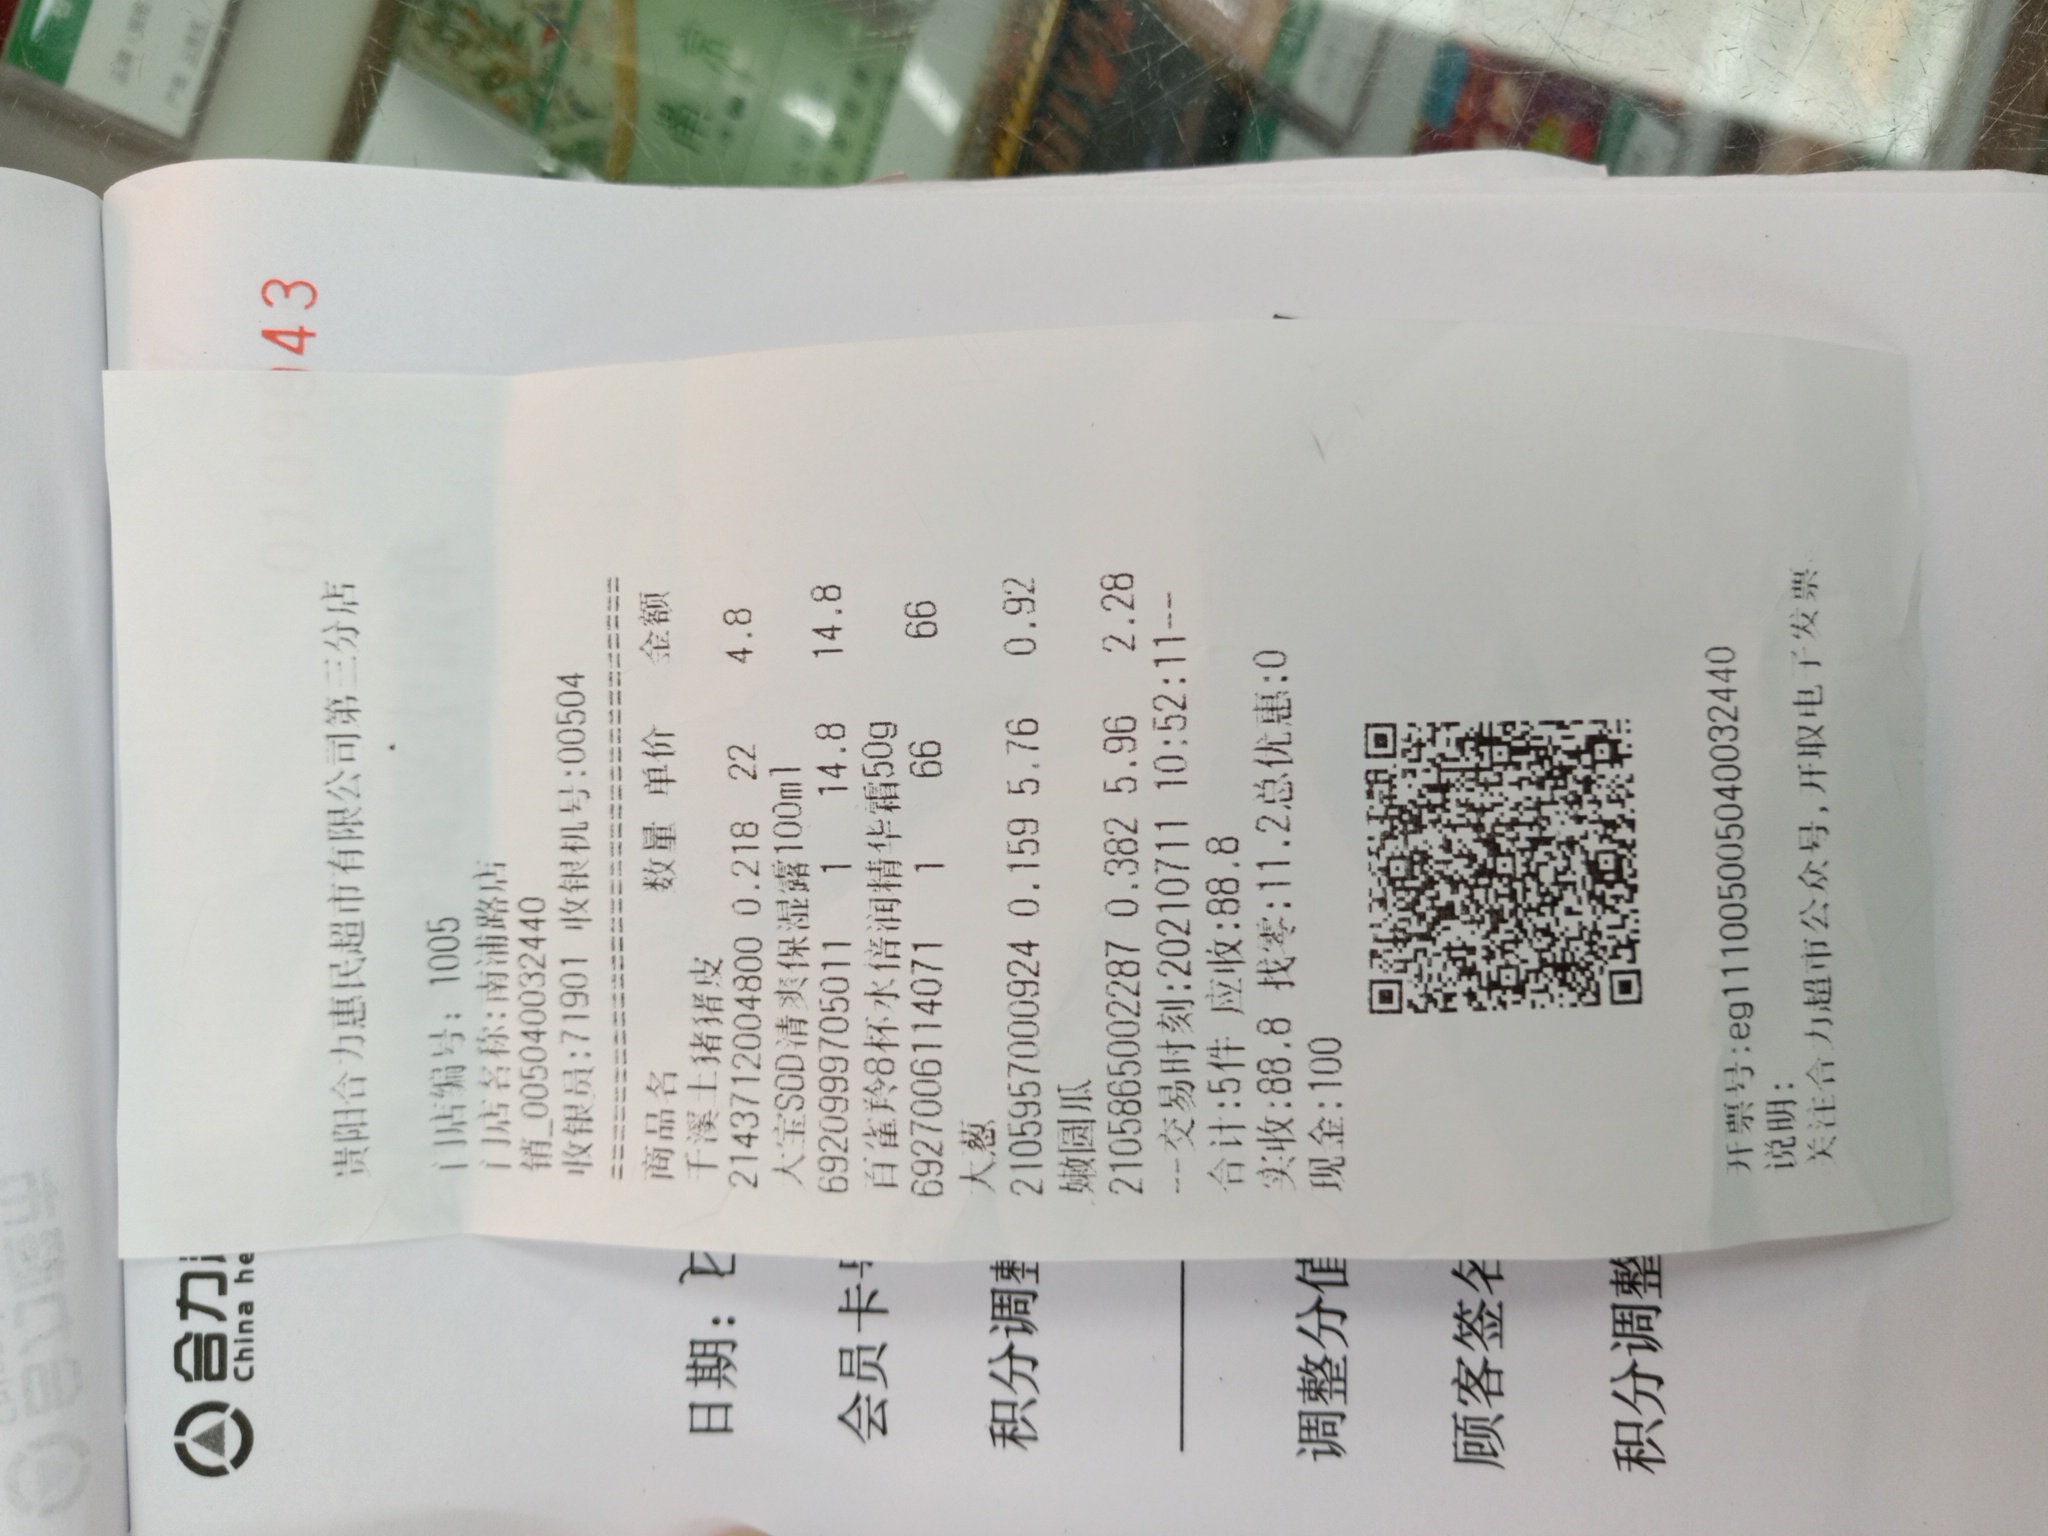 贵阳合力惠民超市有限公司第三分店
门店编号: 1005
门店名称:南浦路店
销_005040032440
收银员:71901 收银机号:00504
商品名 数量 单价 金额
千溪土猪猪皮
2143712004800 0.218 22 4.8
大宝SOD清爽保湿露100ml
6920999705011 1 14.8 14.8
百雀羚8杯水倍润精华霜50g
6927006114071 1 66 66
大葱
2105957000924 0.159 5.76 0.92
嫩圆瓜
2105865002287 0.382 5.96 2.28
---交易时刻:20210711 10:52:11---
合计:5件 应收:88.8
实收:88.8 找零:11.2总优惠:0
现金:100
开票号:eg111005005040032440
说明:
关注合力超市公众号,开取电子发票.
合力
China he
43
日期:
会员卡
积分调整
调整分值
顾客签名
积分调整